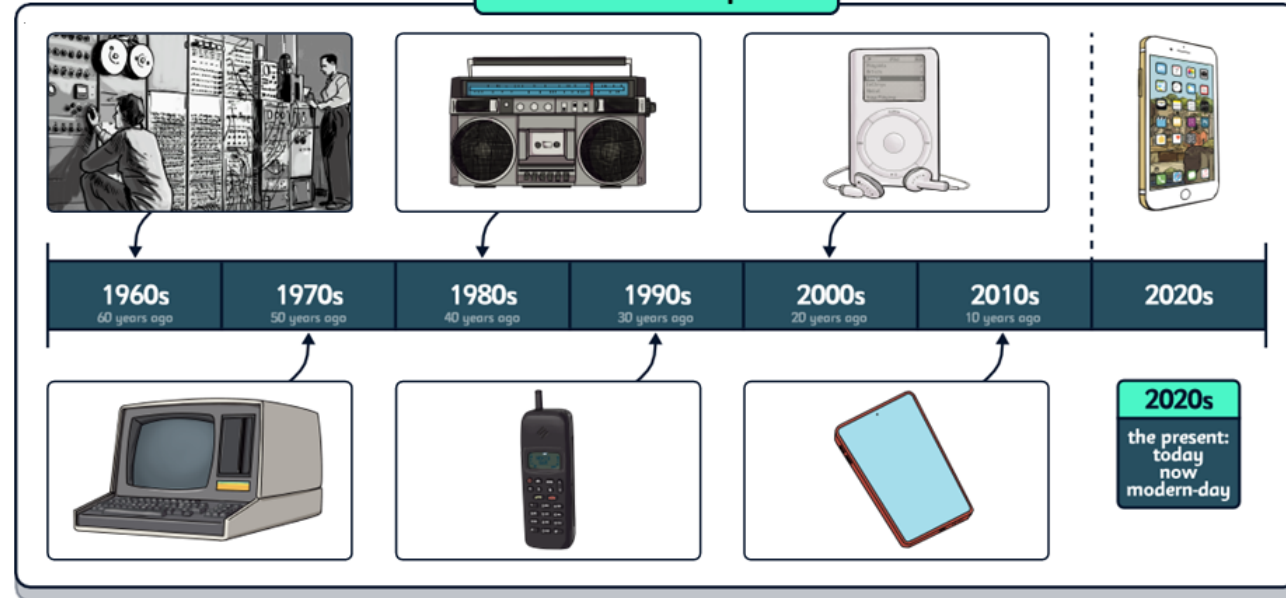 1960s
60 years ago
1970s
50 years ago
1980s
40 years ago
1990s
30 years ago
2000s
20 years ago
2010s
10 years ago
2020s
2020s
the present:
today
now
modern-day